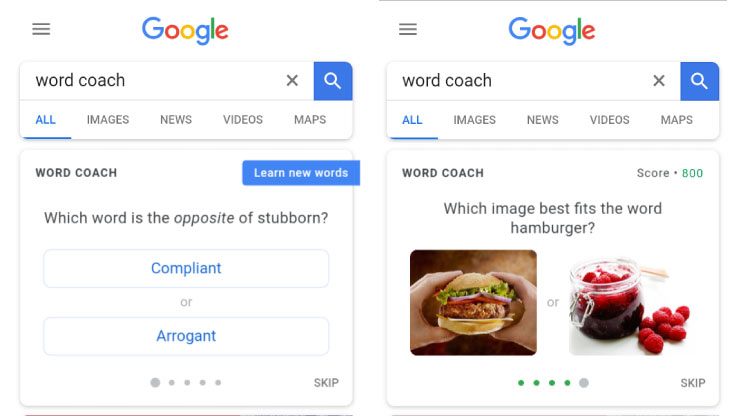 Google
word coach
ALL IMAGES NEWS VIDEOS MAPS
WORD COACH Learn new words
Which word is the opposite of stubborn?
Compliant
or
Arrogant
SKIP
Google
word coach
ALL IMAGES NEWS VIDEOS MAPS
WORD COACH Score • 800
Which image best fits the word
hamburger?
or
SKIP